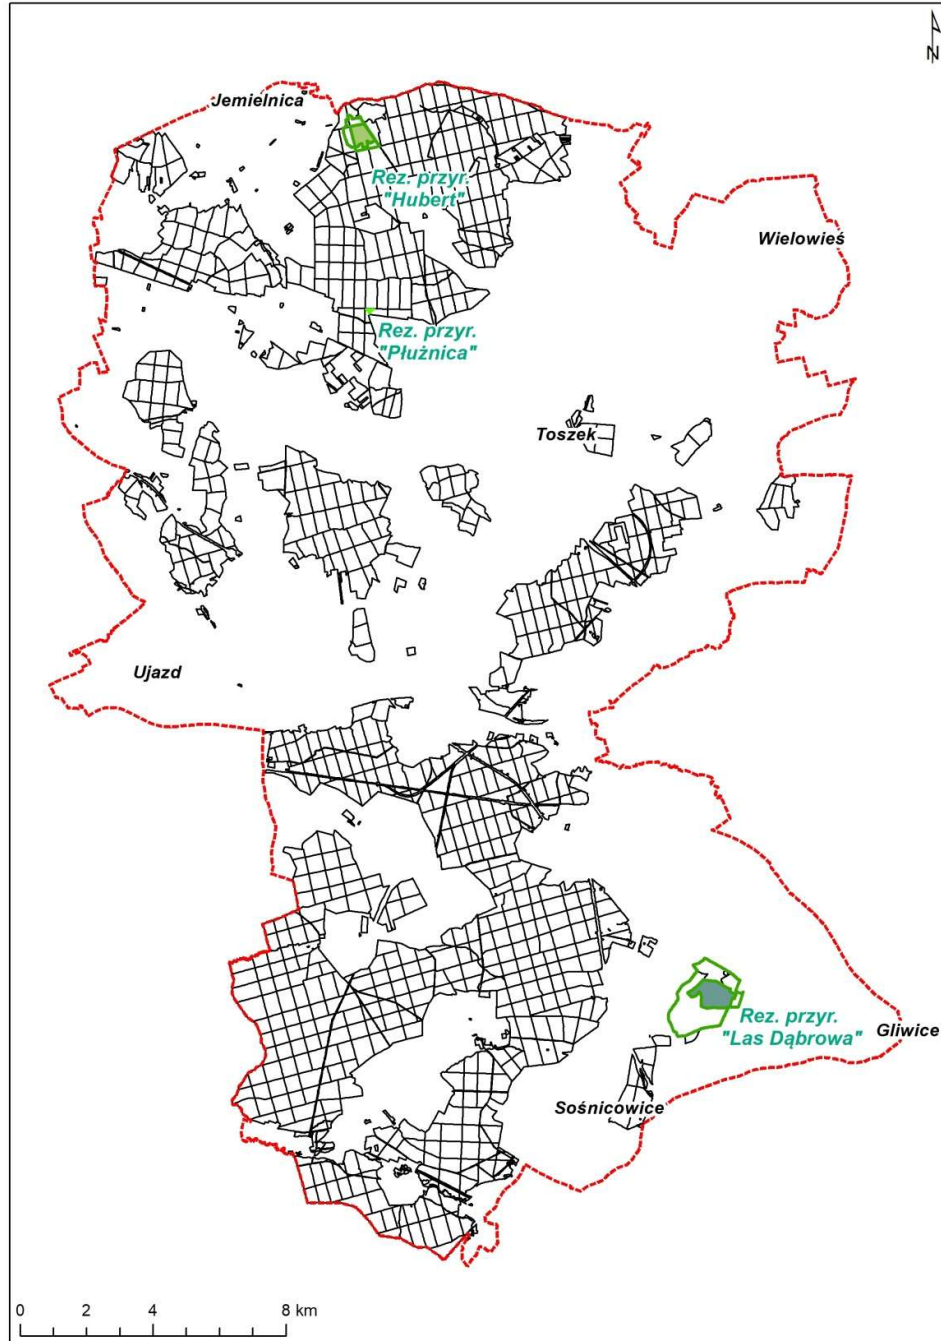 N
Jemielnica
Rez. przyr.
"Hubert"
Wielowieś
Rez. przyr.
"Płużnica"
Toszek
Ujazd
Rez. przyr.
"Las Dąbrowa"
Gliwice
Sośnicowice
0 2 4 8 km